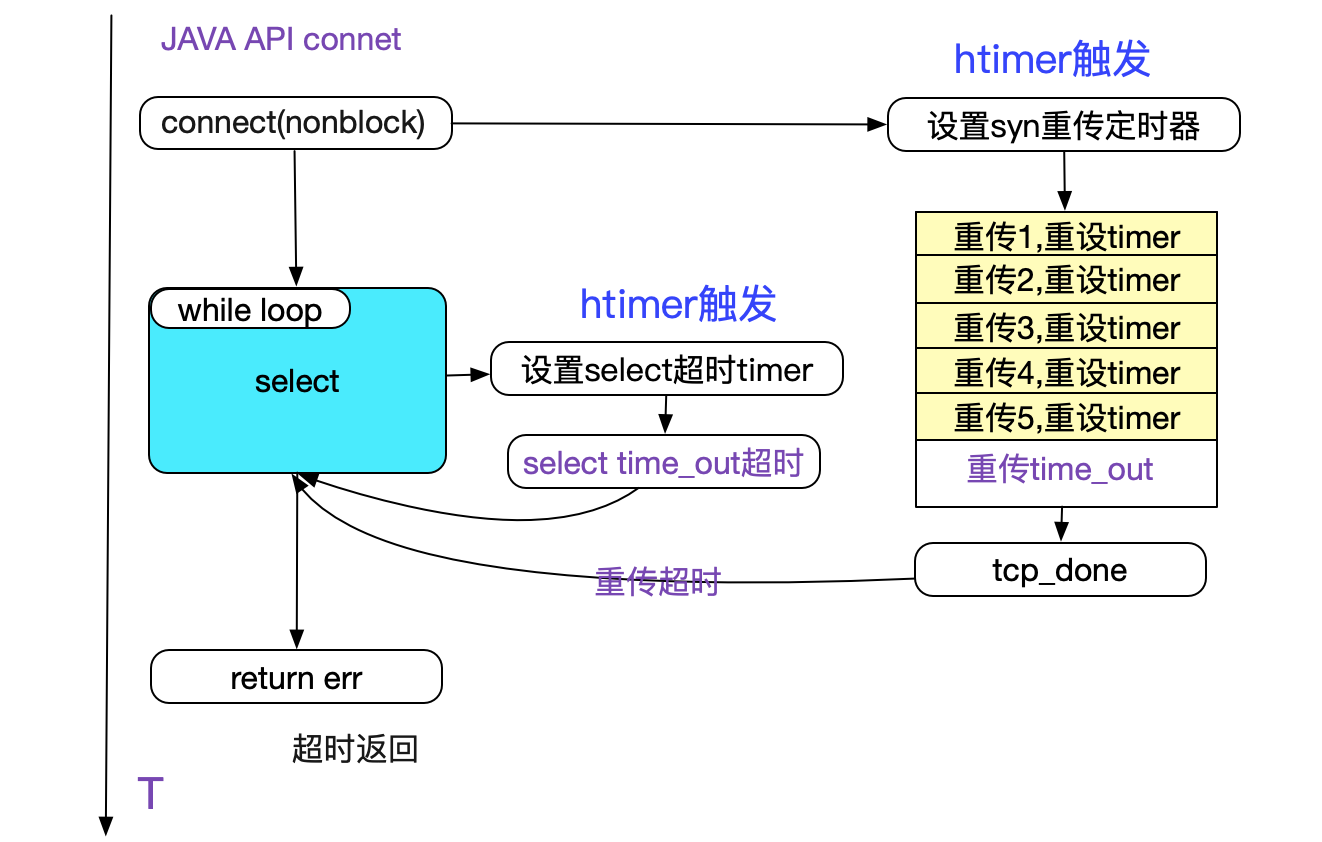 JAVA API connet
htimer触发
connect(nonblock)
设置syn重传定时器
重传1,重设timer
重传2,重设timer
重传3,重设timer
重传4,重设timer
重传5,重设timer
重传time_out
tcp_done
while loop
select
htimer触发
设置select超时timer
select time_out超时
重传超时
return err
超时返回
T